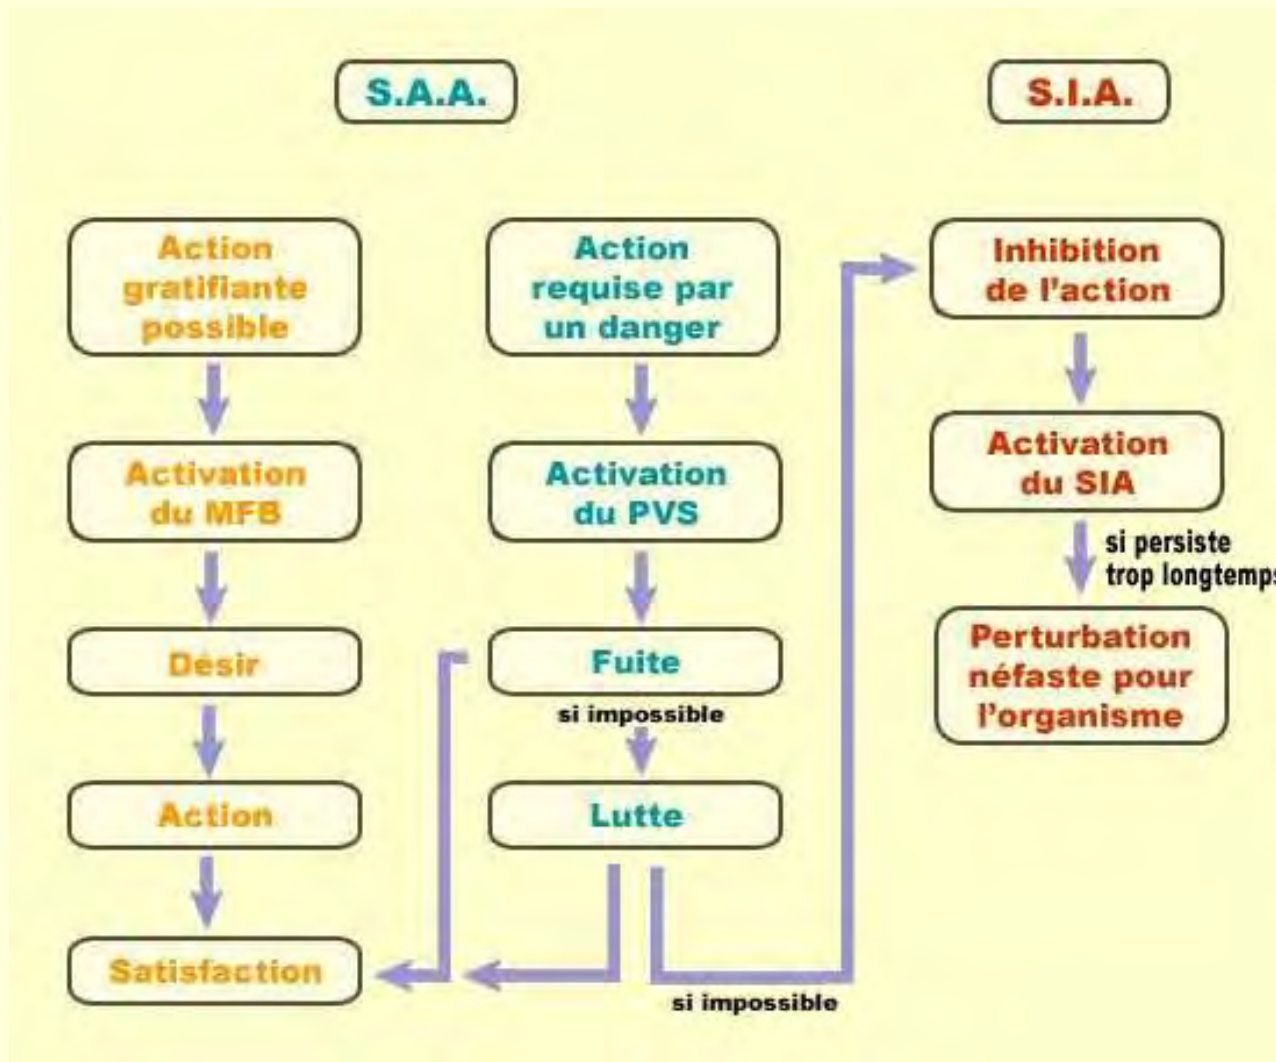 S.A.A.
S.I.A.
Action
gratifiante
possible
Activation
du MFB
Désir
Action
Satisfaction
Action
requise par
un danger
Activation
du PVS
Fuite
si impossible
Lutte
si impossible
Inhibition
de l'action
Activation
du SIA
si persiste
trop longtemps
Perturbation
néfaste pour
l'organisme